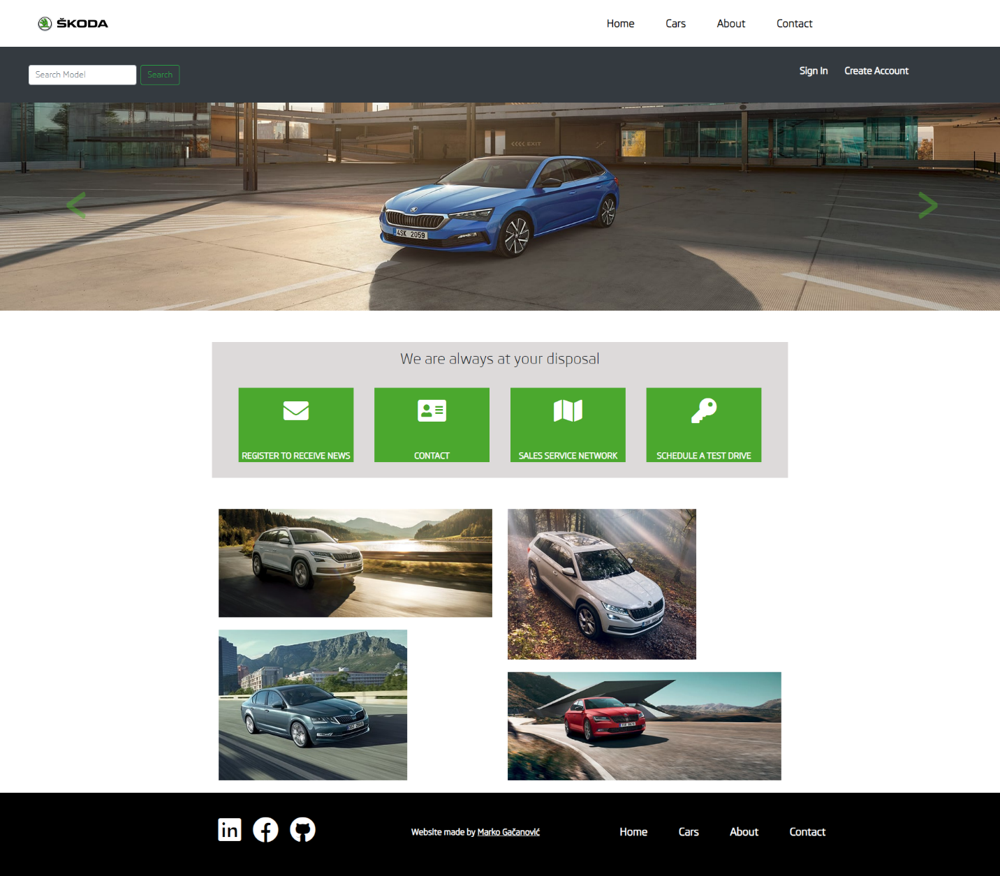 ŠKODA
Home Cars About Contact
Search Model Search
Sign In Create Account
EXIT
4SK 2059
We are always at your disposal
REGISTER TO RECEIVE NEWS CONTACT SALES SERVICE NETWORK SCHEDULE A TEST DRIVE
in
Website made by Marko Gačanović
Home Cars About Contact